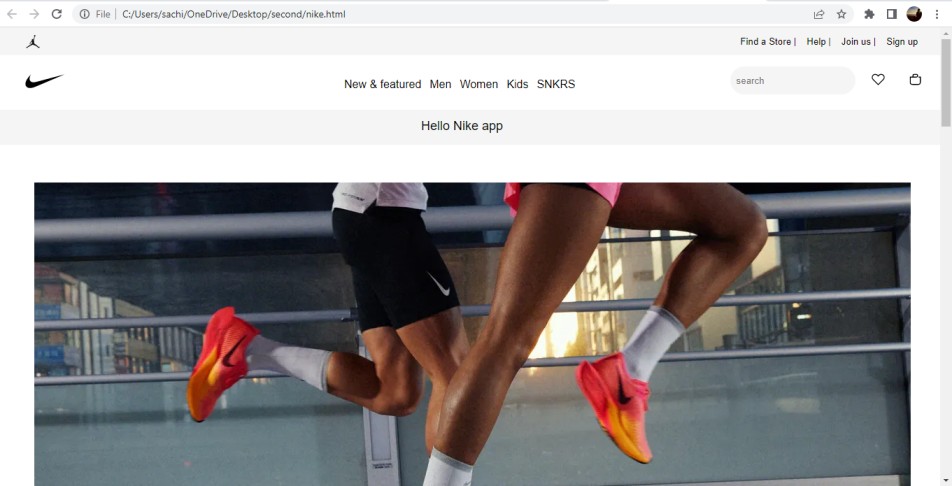 File | C:/Users/sachi/OneDrive/Desktop/second/nike.html
Find a Store | Help | Join us | Sign up
New & featured Men Women Kids SNKRS
search
Hello Nike app